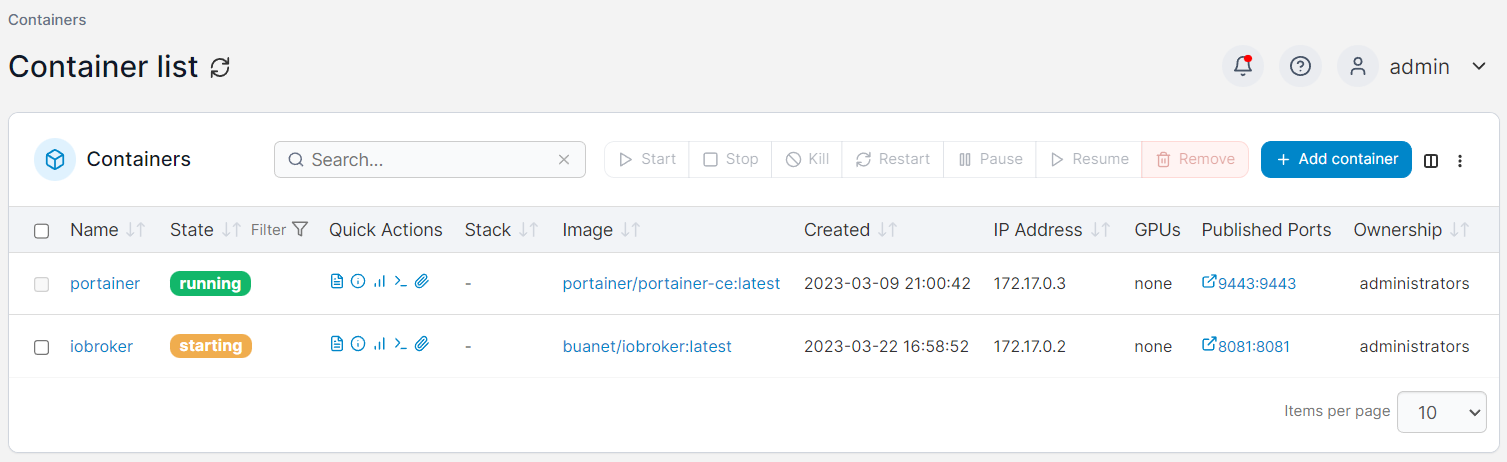 Containers
Container list
admin
Containers
Search...
Start Stop Kill Restart Pause Resume Remove
+ Add container
Name State Filter Quick Actions Stack Image Created IP Address GPUs Published Ports Ownership
portainer running - portainer/portainer-ce:latest 2023-03-09 21:00:42 172.17.0.3 none 9443:9443 administrators
iobroker starting - buanet/iobroker:latest 2023-03-22 16:58:52 172.17.0.2 none 8081:8081 administrators
Items per page 10